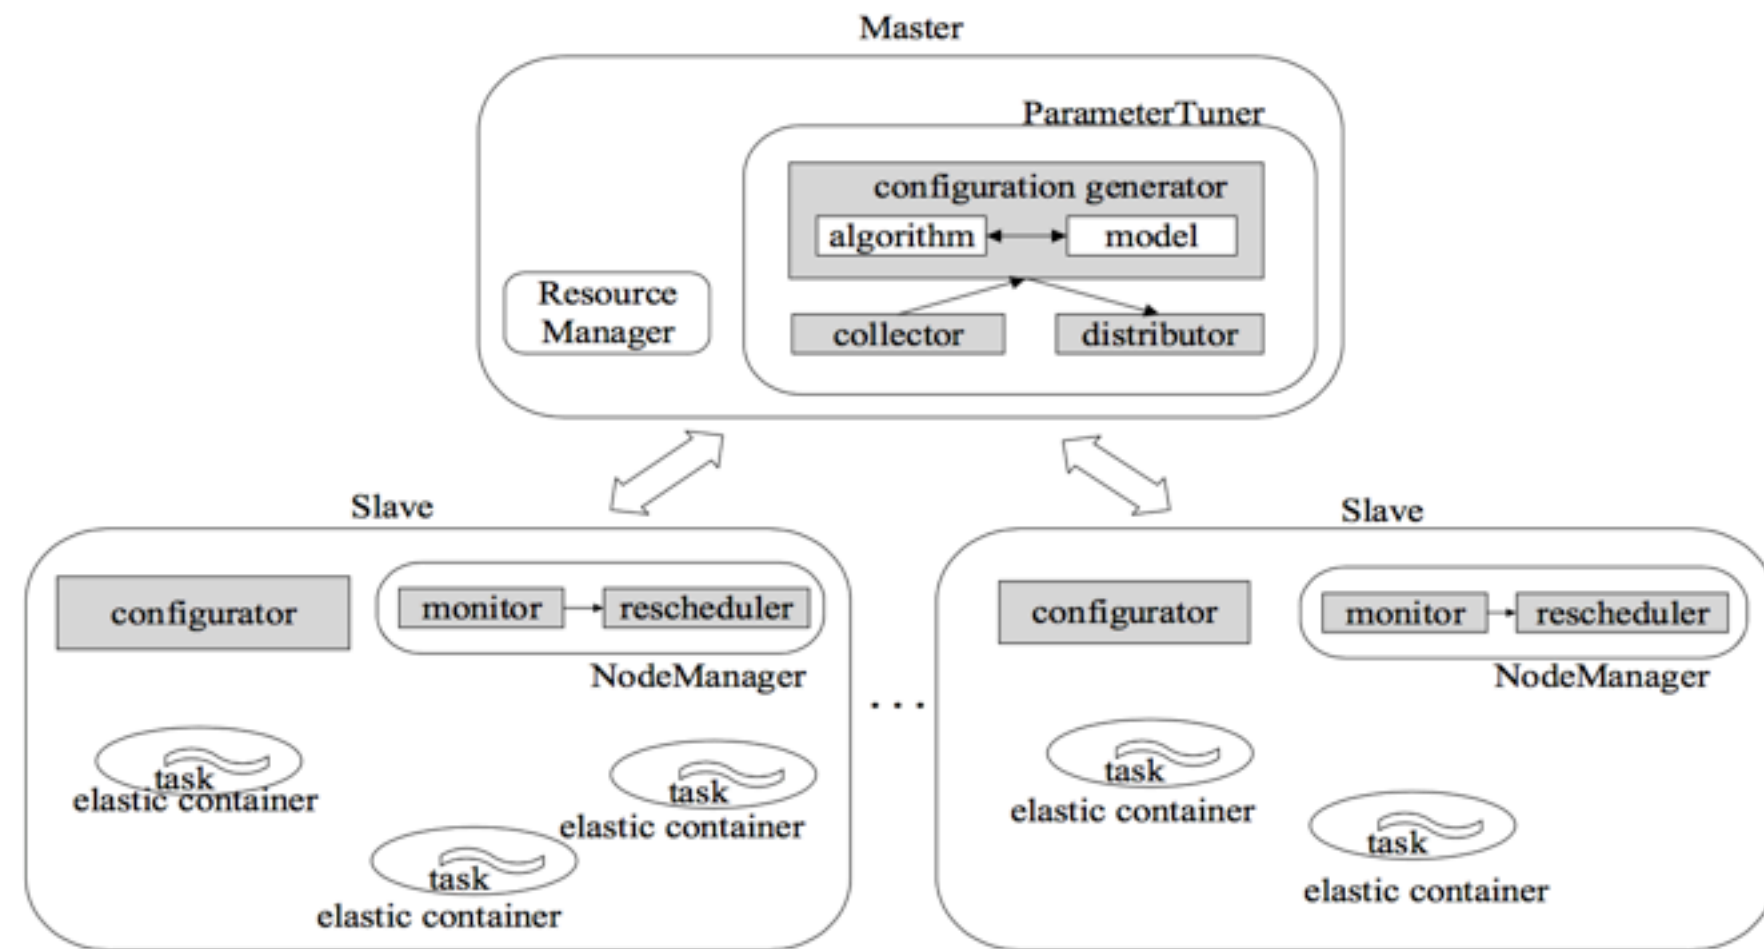 Master
ParameterTuner
configuration generator
algorithm
model
Resource
Manager
collector
distributor
Slave
configurator
monitor
rescheduler
NodeManager
task
elastic container
task
elastic container
task
elastic container
...
Slave
configurator
monitor
rescheduler
NodeManager
task
elastic container
task
elastic container